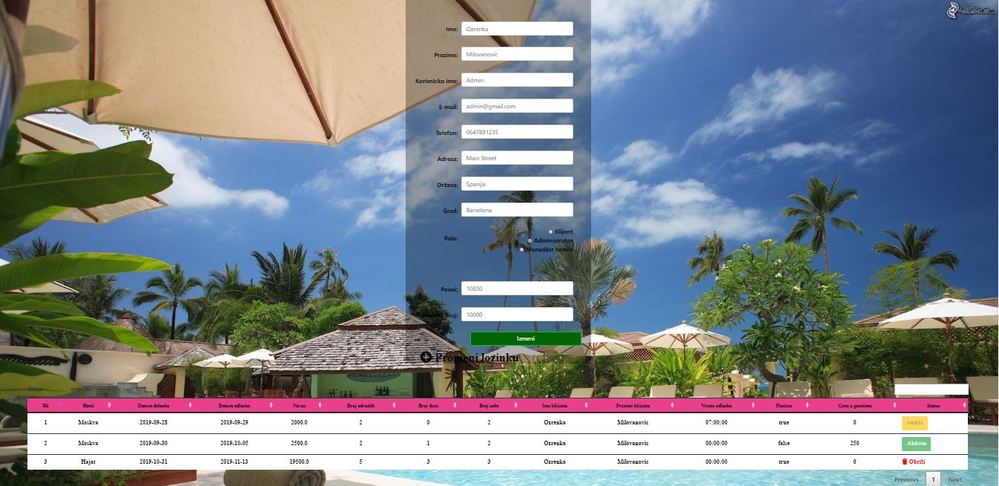 Ime: Ozrenka
Prezime: Milovanovic
Korisnicko ime: Admin
E-mail: admin@gmail.com
Telefon: 0647891235
Adresa: Main Street
Država: Spanija
Grad: Barselona
Rola:
Klijent
Administrator
Menadžer hotela
Poeni: 10850
Broj: 10000
Izmeni
Promeni lozinku
Show entries
Rb Hotel Datum dolaska Datum odlaska Novac Broj odraslih Broj dece Broj sobe Ime klijenta Prezime klijenta Vreme odlaska Plaćena Cena u poenima Status
1 Moskva 2019-09-28 2019-09-29 2000.0 2 0 2 Ozrenka Milovanovic 07:00:00 true 0 Istekla
2 Moskva 2019-09-30 2019-10-05 2500.0 2 1 2 Ozrenka Milovanovic 00:00:00 false 250 Aktivna
3 Hajat 2019-10-31 2019-11-13 19500.0 5 3 3 Ozrenka Milovanovic 00:00:00 true 0 Obriši
Showing 1 to 3
Previous 1 Next